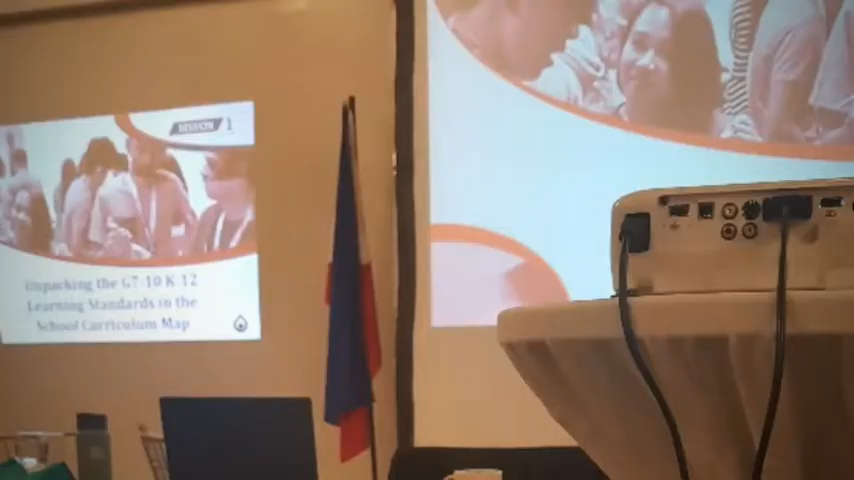 SESSION 1
Unpacking the G7-10 K-12
Learning Standards in the
School Curriculum Map